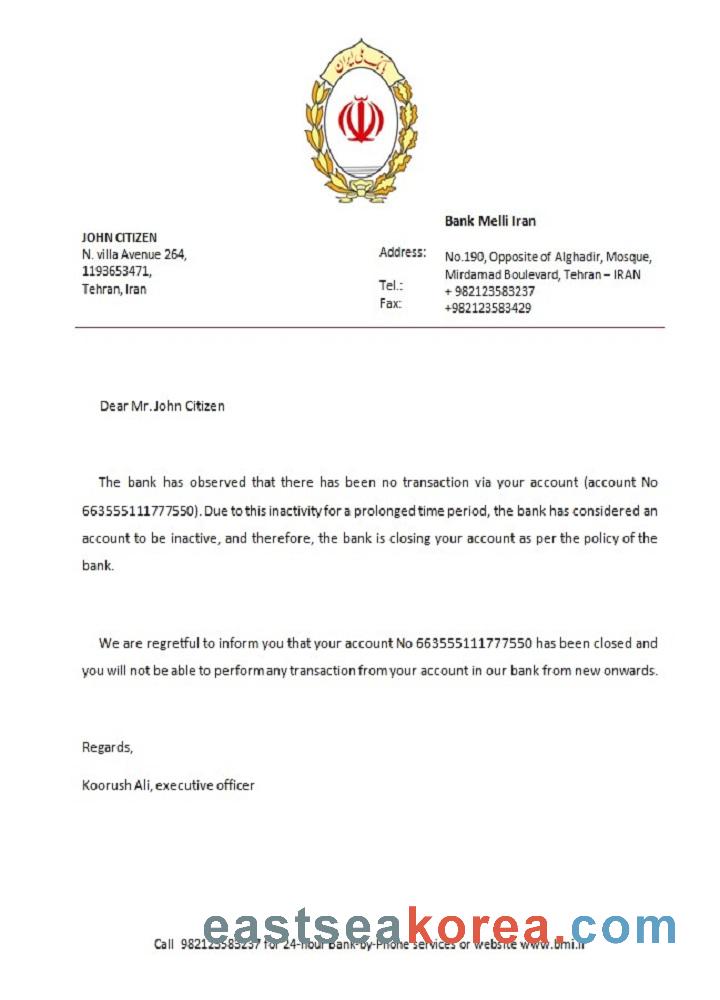 بانک ملی ایران
Bank Melli Iran
JOHN CITIZEN
N. villa Avenue 264,
1193653471,
Tehran, Iran
Address: No.190, Opposite of Alghadir, Mosque,
Mirdamad Boulevard, Tehran – IRAN
Tel.: + 982123583237
Fax: +982123583429
Dear Mr. John Citizen
The bank has observed that there has been no transaction via your account (account No
663555111777550). Due to this inactivity for a prolonged time period, the bank has considered an
account to be inactive, and therefore, the bank is closing your account as per the policy of the
bank.
We are regretful to inform you that your account No 663555111777550 has been closed and
you will not be able to perform any transaction from your account in our bank from new onwards.
Regards,
Koorush Ali, executive officer
eastseakorea.com
Call 982123583237 for 24-hour Bank-by-Phone services or website www.bmi.ir